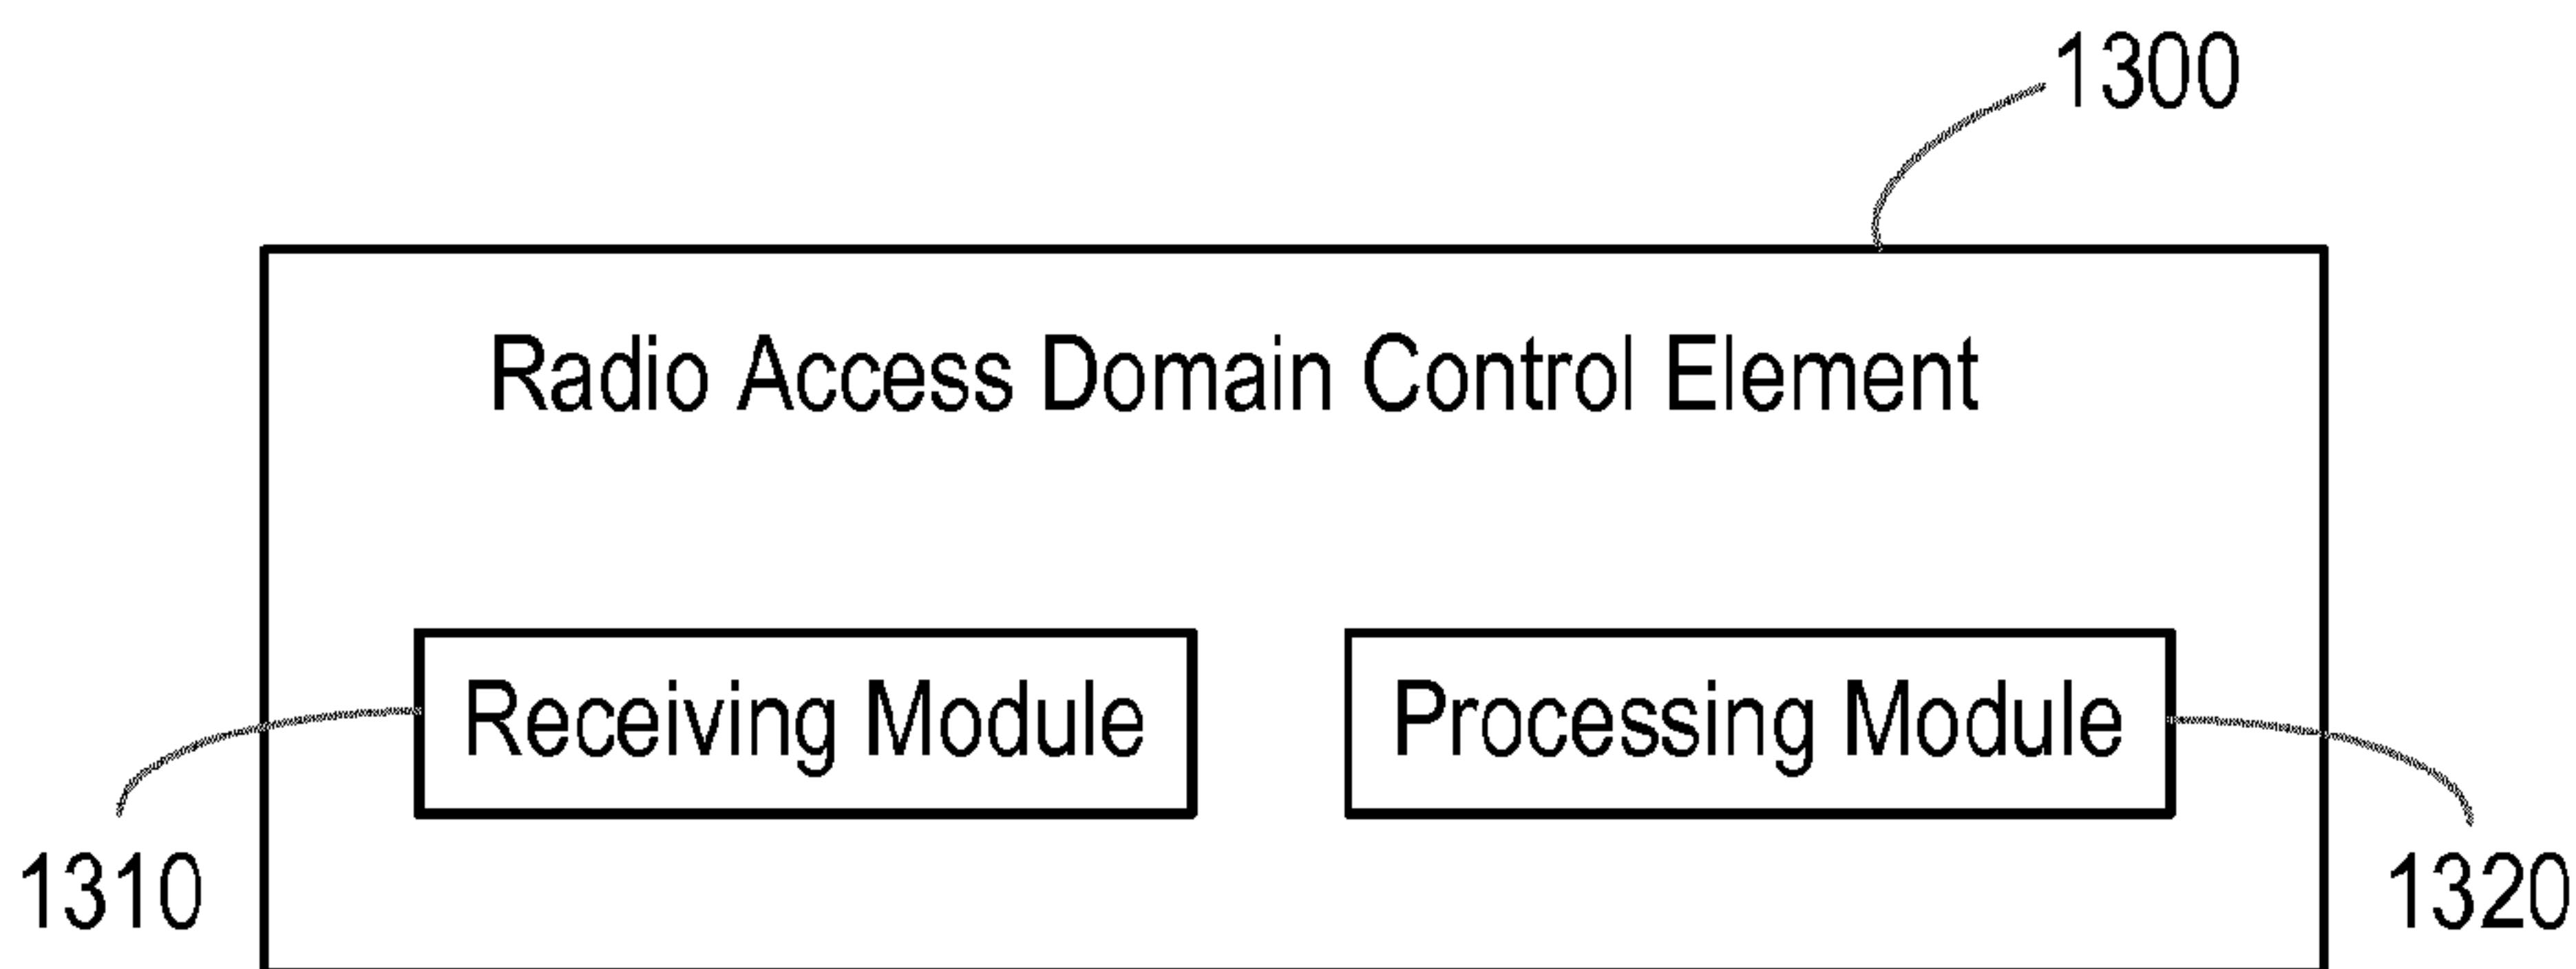 1300
Radio Access Domain Control Element
Receiving Module
Processing Module
1310
1320